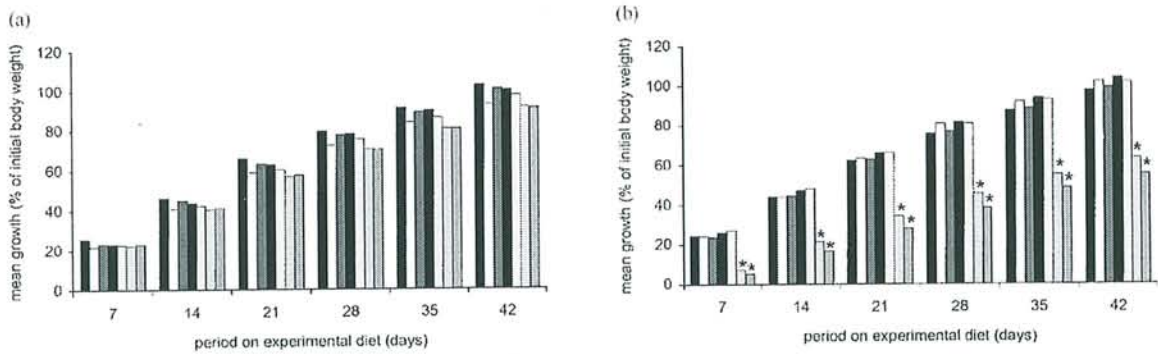 (a)
mean growth (% of initial body weight)
120
100
80
60
40
20
0
7 14 21 28 35 42
period on experimental diet (days)
(b)
mean growth (% of initial body weight)
120
100
80
60
40
20
0
* * * * * * * * * * * *
7 14 21 28 35 42
period on experimental diet (days)